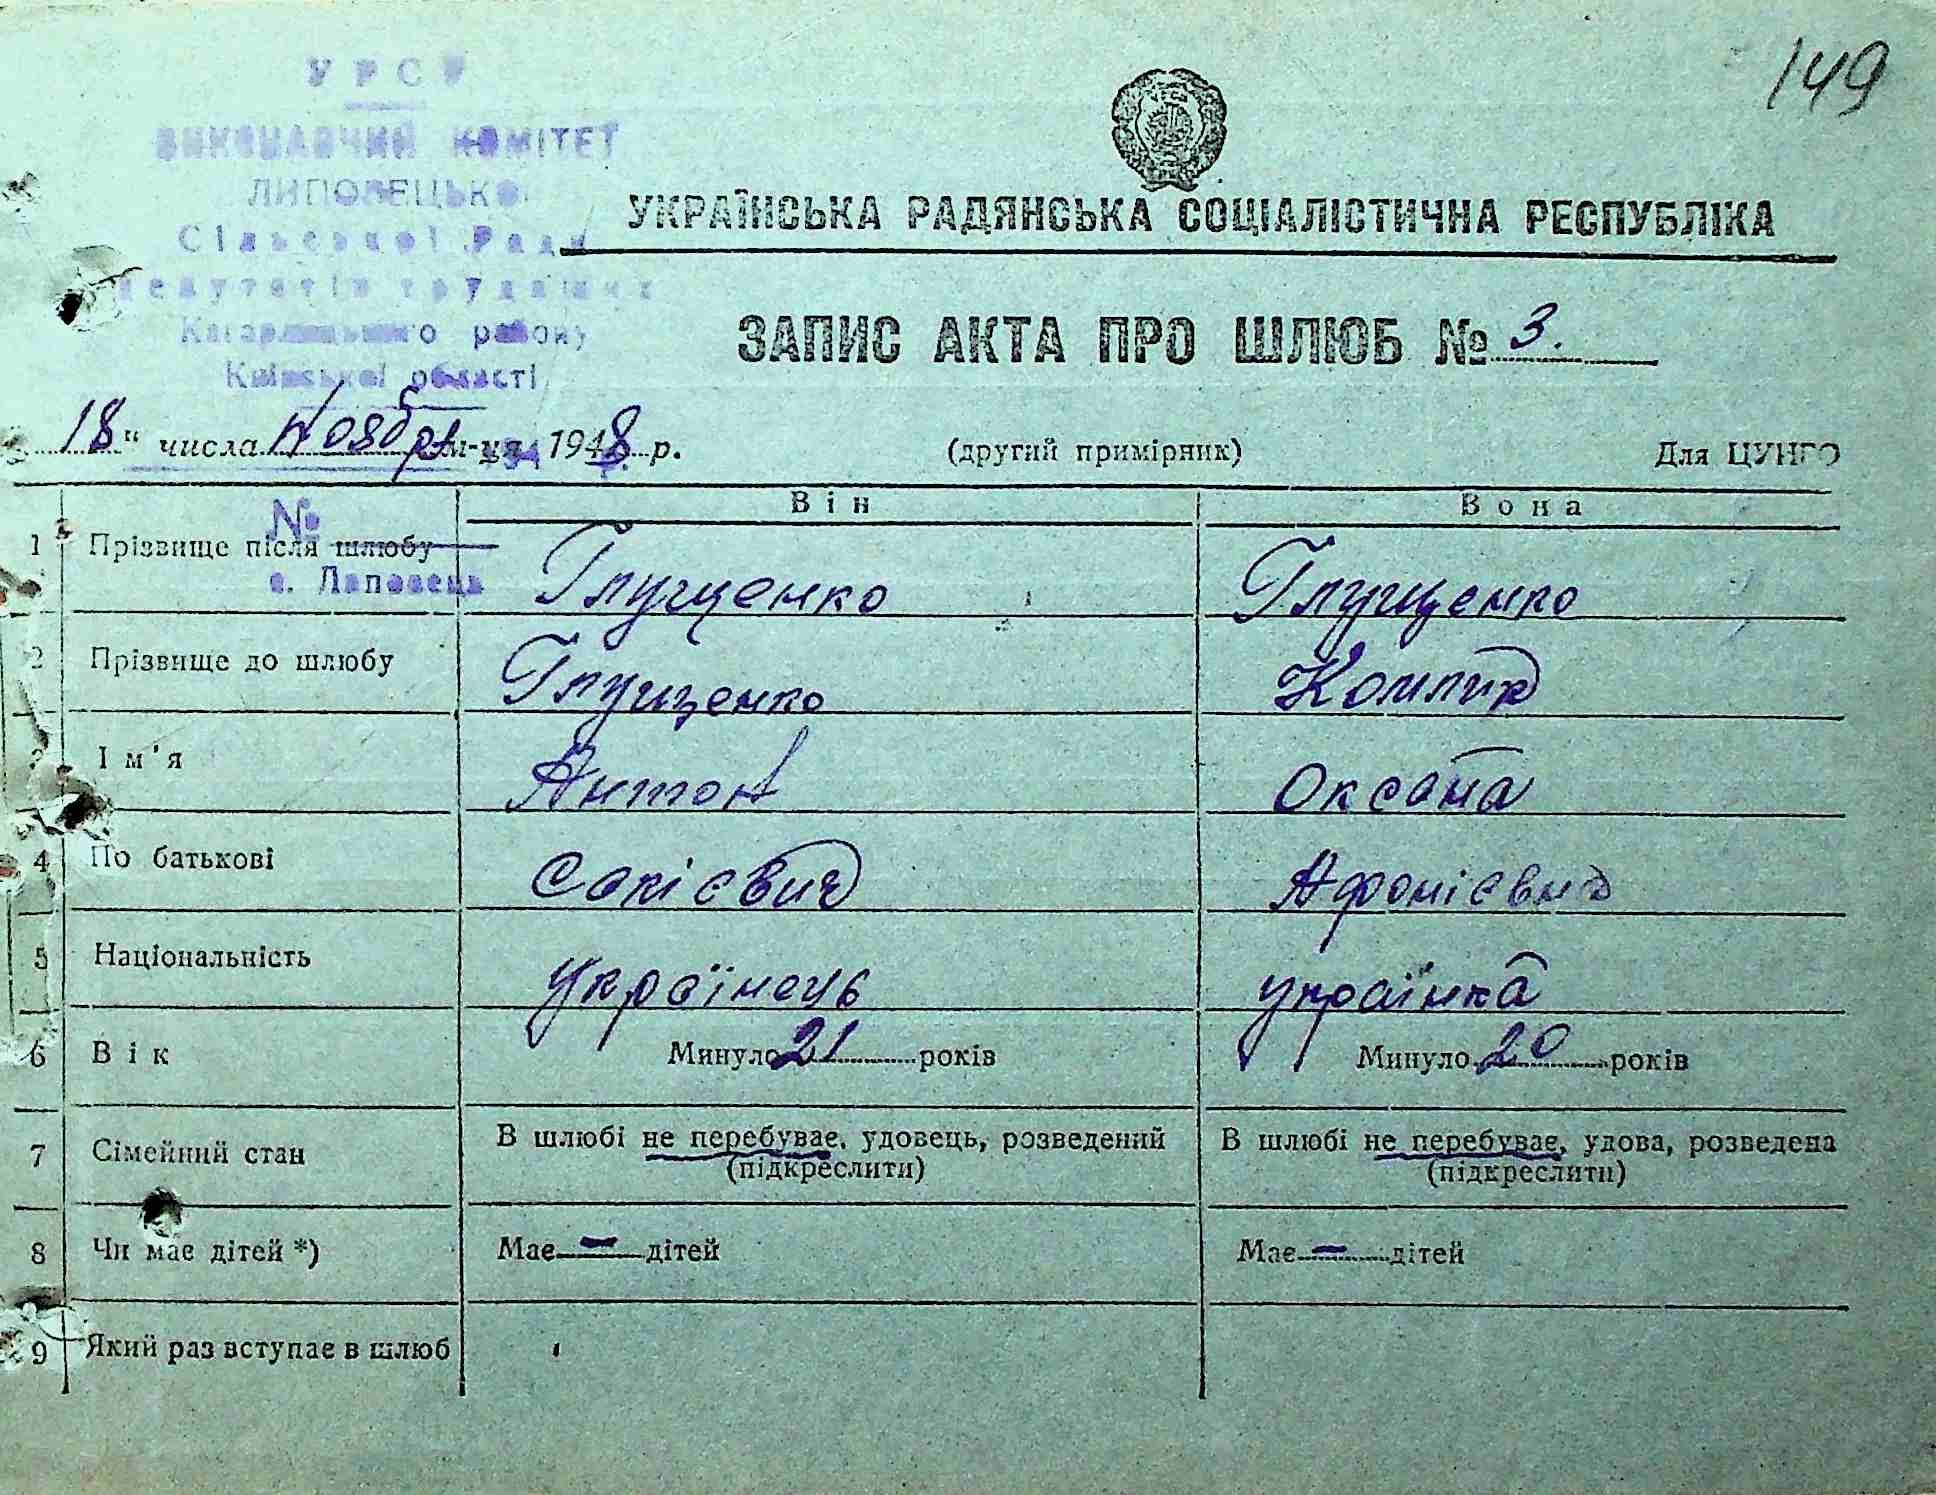 149
УРСР
ВИКОНАВЧИЙ КОМІТЕТ
ЛИПОВЕЦЬКОЇ
Сільської Ради
депутатів трудящих
Кагарлицького району
Київської області
УКРАЇНСЬКА РАДЯНСЬКА СОЦІАЛІСТИЧНА РЕСПУБЛІКА
ЗАПИС АКТА ПРО ШЛЮБ № 3.
18 " числа Ноября м-ця 1948 р.
(другий примірник)
Для ЦУНГО
№
с. Липовець
Він Вона
1 Прізвище після шлюбу Глущенко Глущенко
2 Прізвище до шлюбу Глущенко
3 Ім'я Антон Оксана
4 По батькові Сакієвич Афонієвна
5 Національність українець українка
6 Вік Минуло 21 років Минуло 20 років
7 Сімейний стан В шлюбі не перебуває, удовець, розведений В шлюбі не перебуває, удова, розведена
(підкреслити) (підкреслити)
8 Чи має дітей *) Має — дітей Має — дітей
9 Який раз вступає в шлюб